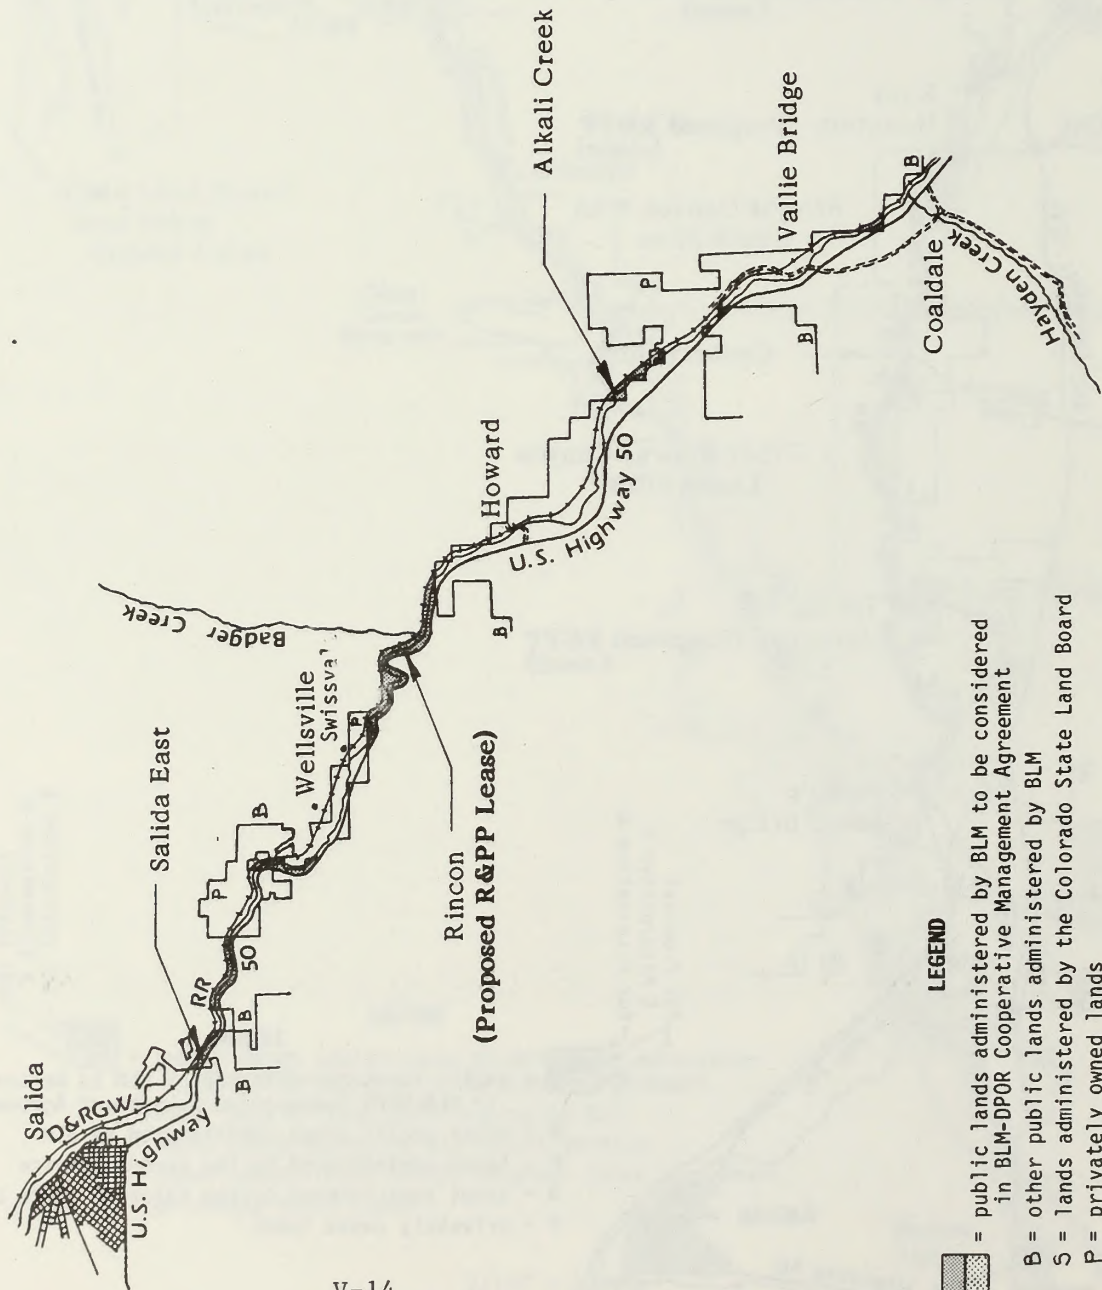 Salida
D&RGW
RR
U.S. Highway
50
Salida East
B
B
P
B
Wellsville
P
Badger Creek
Rincon
(Proposed R&PP Lease)
B
Howard
U.S. Highway 50
Alkali Creek
P
B
Vallie Bridge
B
Coaldale
Hayden Creek
LEGEND
= public lands administered by BLM to be considered
in BLM-DPOR Cooperative Management Agreement
B = other public lands administered by BLM
S = lands administered by the Colorado State Land Board
P = privately owned lands
V-14